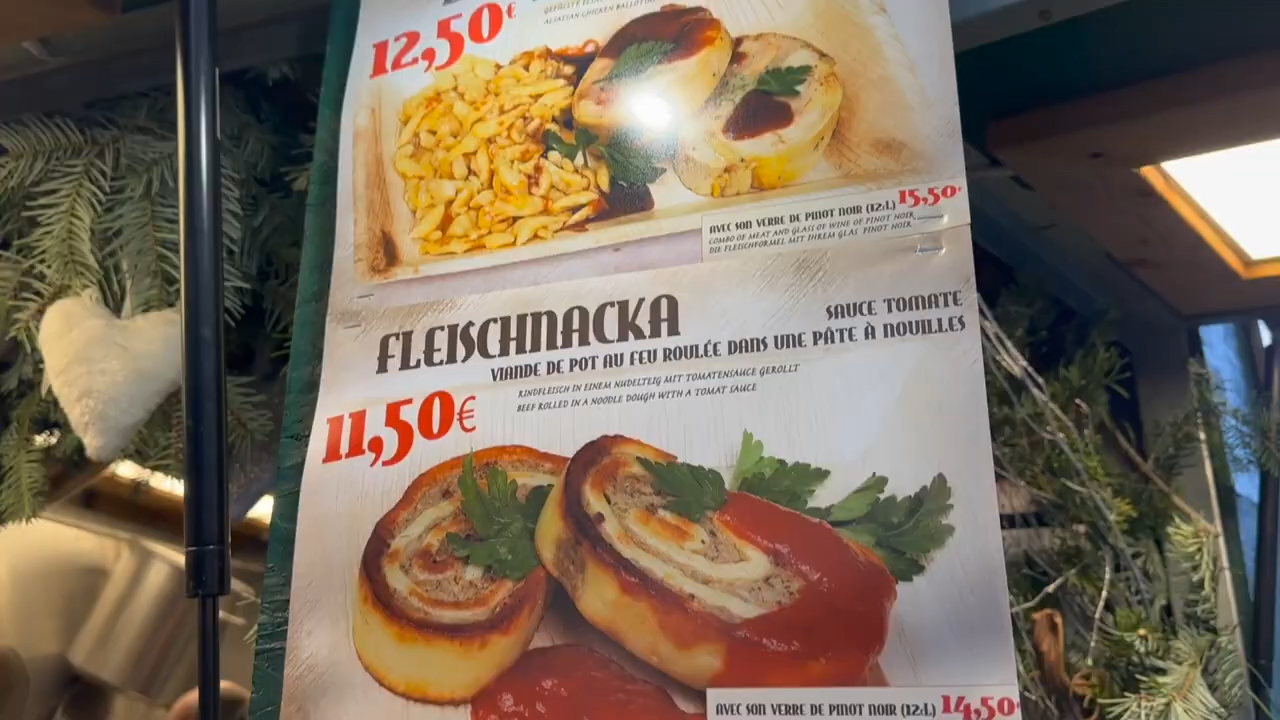 12,50€
ALSATIAN CHICKEN
AVEC SON VERRE DE PINOT NOIR (12CL) 15,50€
COMBO OF MEAT AND GLASS OF WINE OF PINOT NOIR
DIE FLEISCHFORMEL MIT IHREM GLAS PINOT NOIR
FLEISCHNACKA
SAUCE TOMATE
VIANDE DE POT AU FEU ROULÉE DANS UNE PÂTE À NOUILLES
RINDFLEISCH IN EINEM NUDELTEIG MIT TOMATENSAUCE GEROLLT
BEEF ROLLED IN A NOODLE DOUGH WITH A TOMAT SAUCE
11,50€
AVEC SON VERRE DE PINOT NOIR (12CL) 14,50€